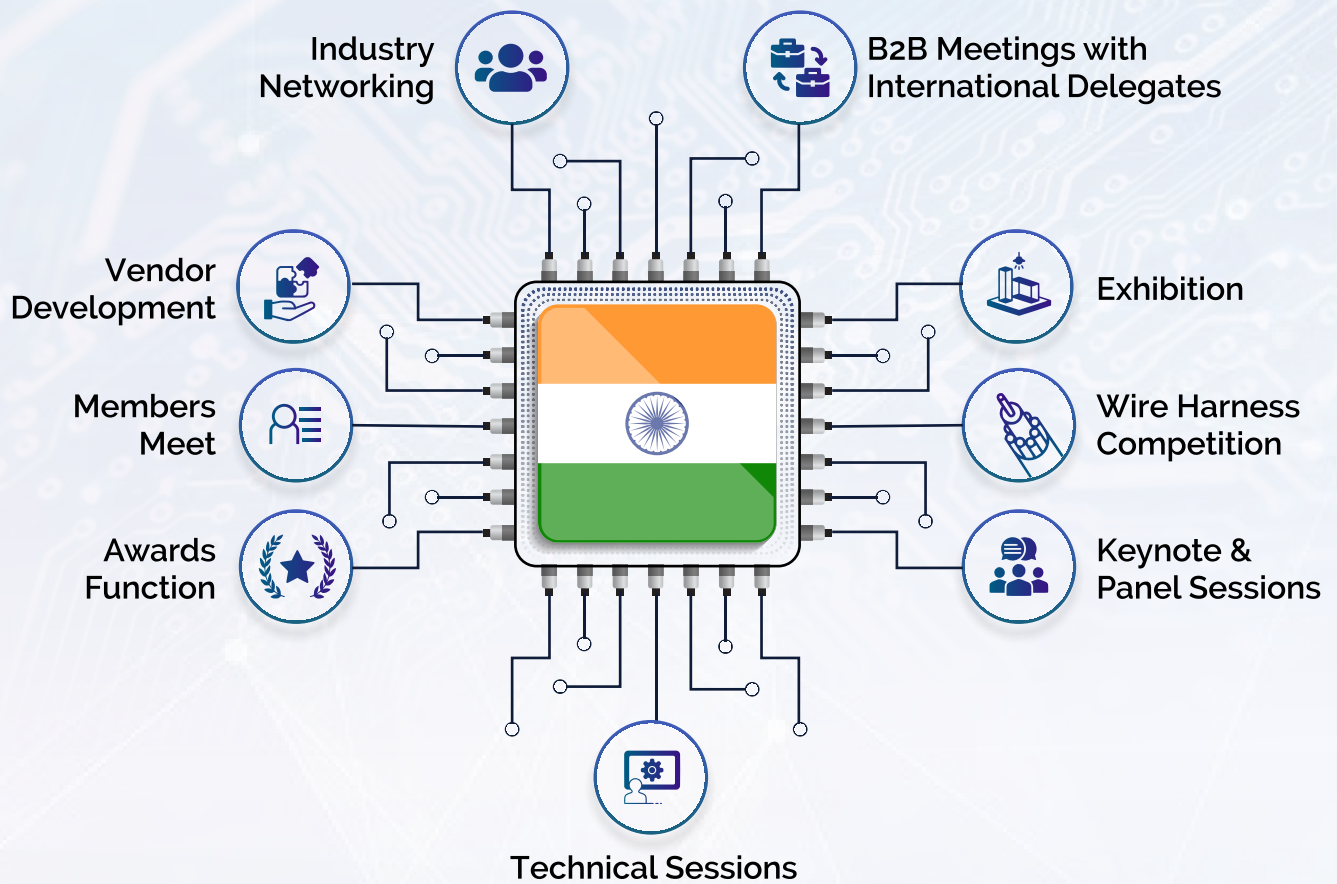 Industry
Networking
B2B Meetings with
International Delegates
Vendor
Development
Exhibition
Members
Meet
Wire Harness
Competition
Awards
Function
Keynote &
Panel Sessions
Technical Sessions